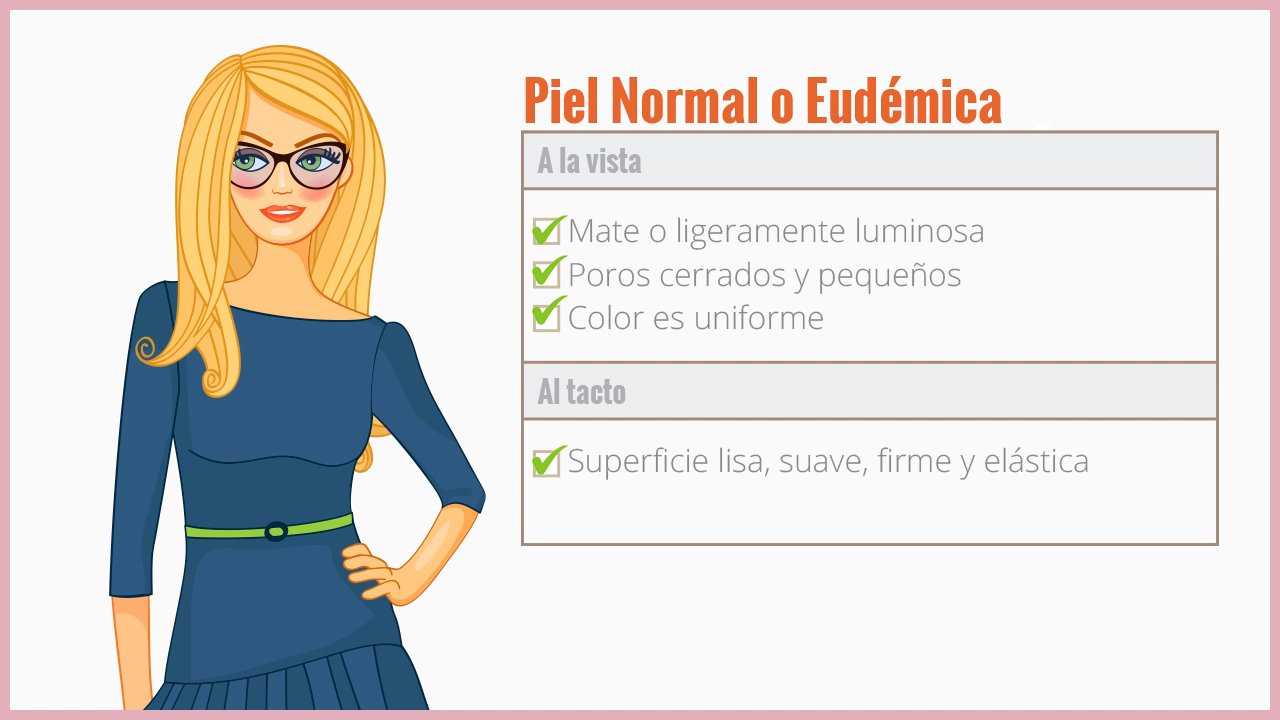 Piel Normal o Eudémica
A la vista
Mate o ligeramente luminosa
Poros cerrados y pequeños
Color es uniforme
Al tacto
Superficie lisa, suave, firme y elástica